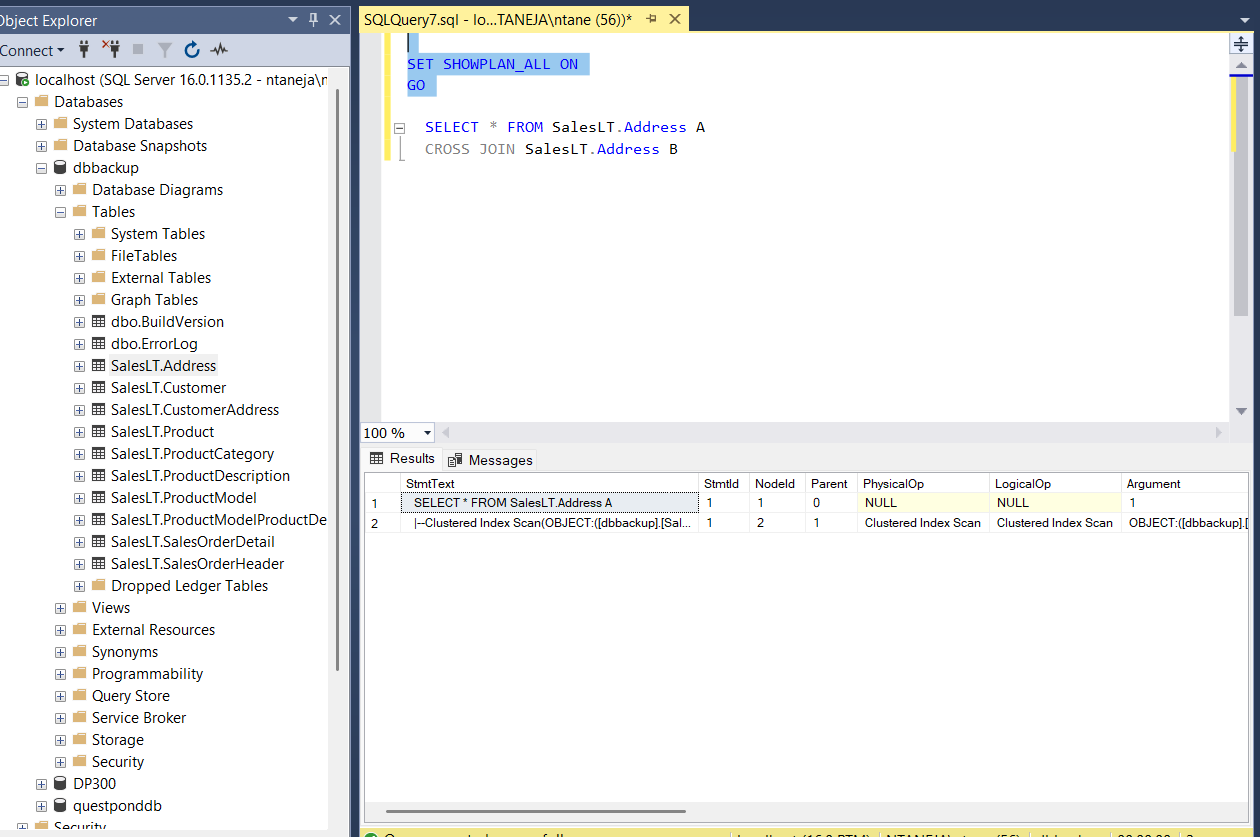 Object Explorer
Connect
localhost (SQL Server 16.0.1135.2 - ntaneja\n
Databases
System Databases
Database Snapshots
dbbackup
Database Diagrams
Tables
System Tables
FileTables
External Tables
Graph Tables
dbo.BuildVersion
dbo.ErrorLog
SalesLT.Address
SalesLT.Customer
SalesLT.CustomerAddress
SalesLT.Product
SalesLT.ProductCategory
SalesLT.ProductDescription
SalesLT.ProductModel
SalesLT.ProductModelProductDe
SalesLT.SalesOrderDetail
SalesLT.SalesOrderHeader
Dropped Ledger Tables
Views
External Resources
Synonyms
Programmability
Query Store
Service Broker
Storage
Security
DP300
questponddb
Security
SQLQuery7.sql - lo...TANEJA\ntane (56))*
SET SHOWPLAN_ALL ON
GO
SELECT * FROM SalesLT.Address A
CROSS JOIN SalesLT.Address B
100 %
Results Messages
StmtText StmtId NodeId Parent PhysicalOp LogicalOp Argument
1 SELECT * FROM SalesLT.Address A 1 1 0 NULL NULL 1
2 |--Clustered Index Scan(OBJECT:([dbbackup].[Sal... 1 2 1 Clustered Index Scan Clustered Index Scan OBJECT:([dbbackup].[